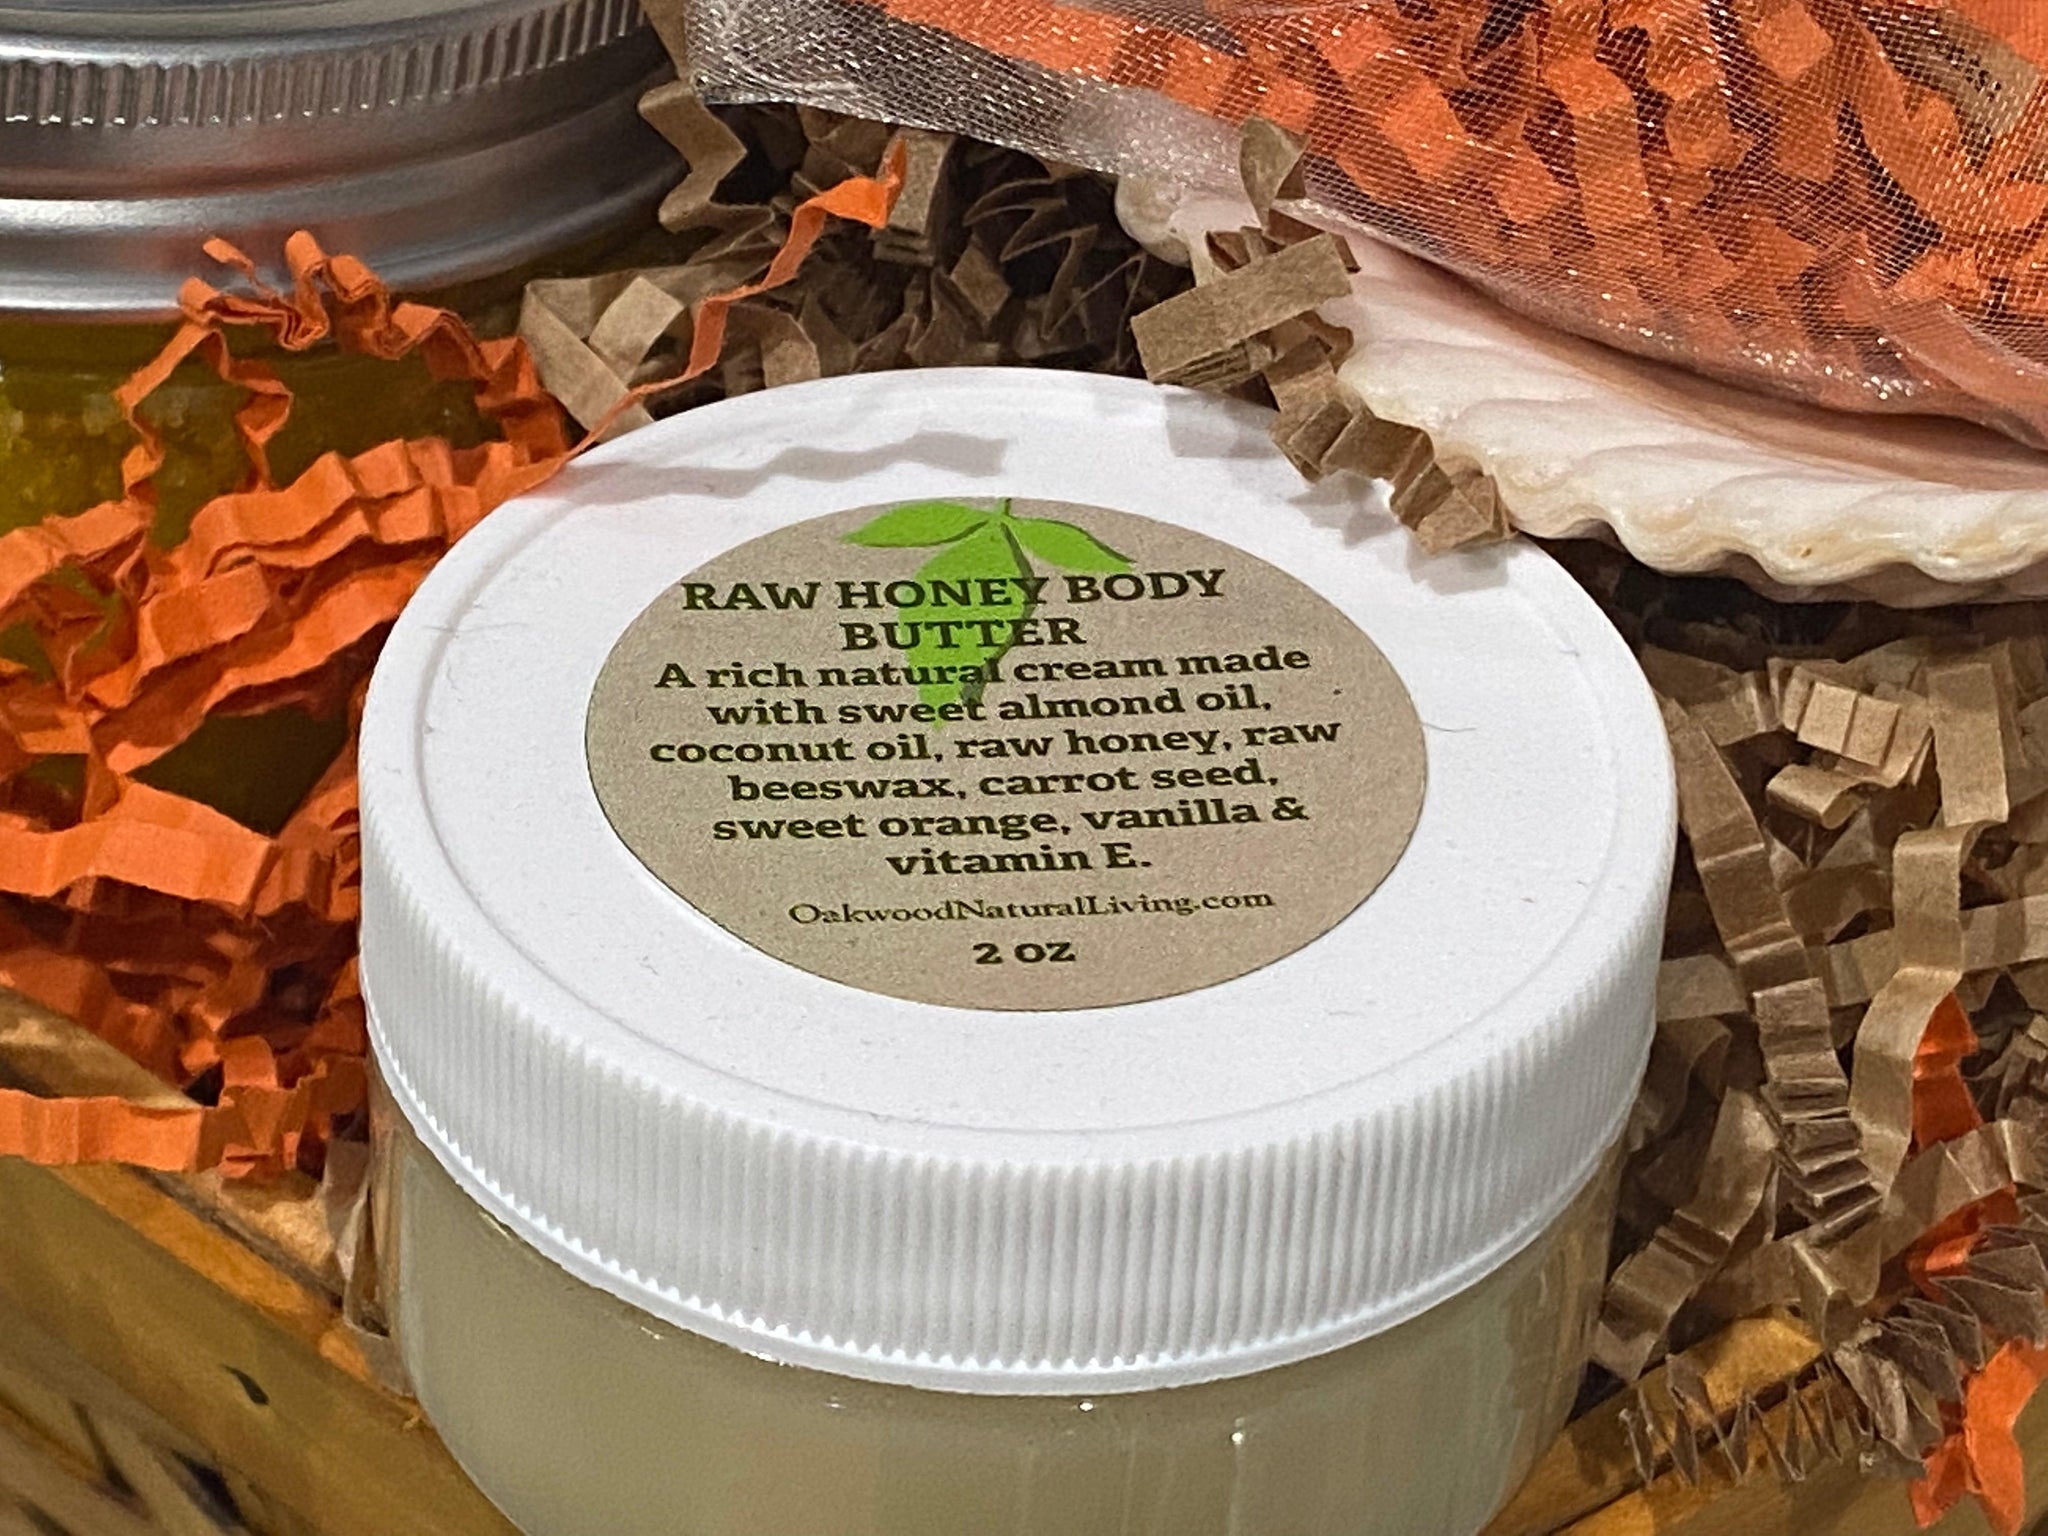 RAW HONEY BODY
BUTTER
A rich natural cream made
with sweet almond oil,
coconut oil, raw honey, raw
beeswax, carrot seed,
sweet orange, vanilla &
vitamin E.
OakwoodNaturalLiving.com
2 oz